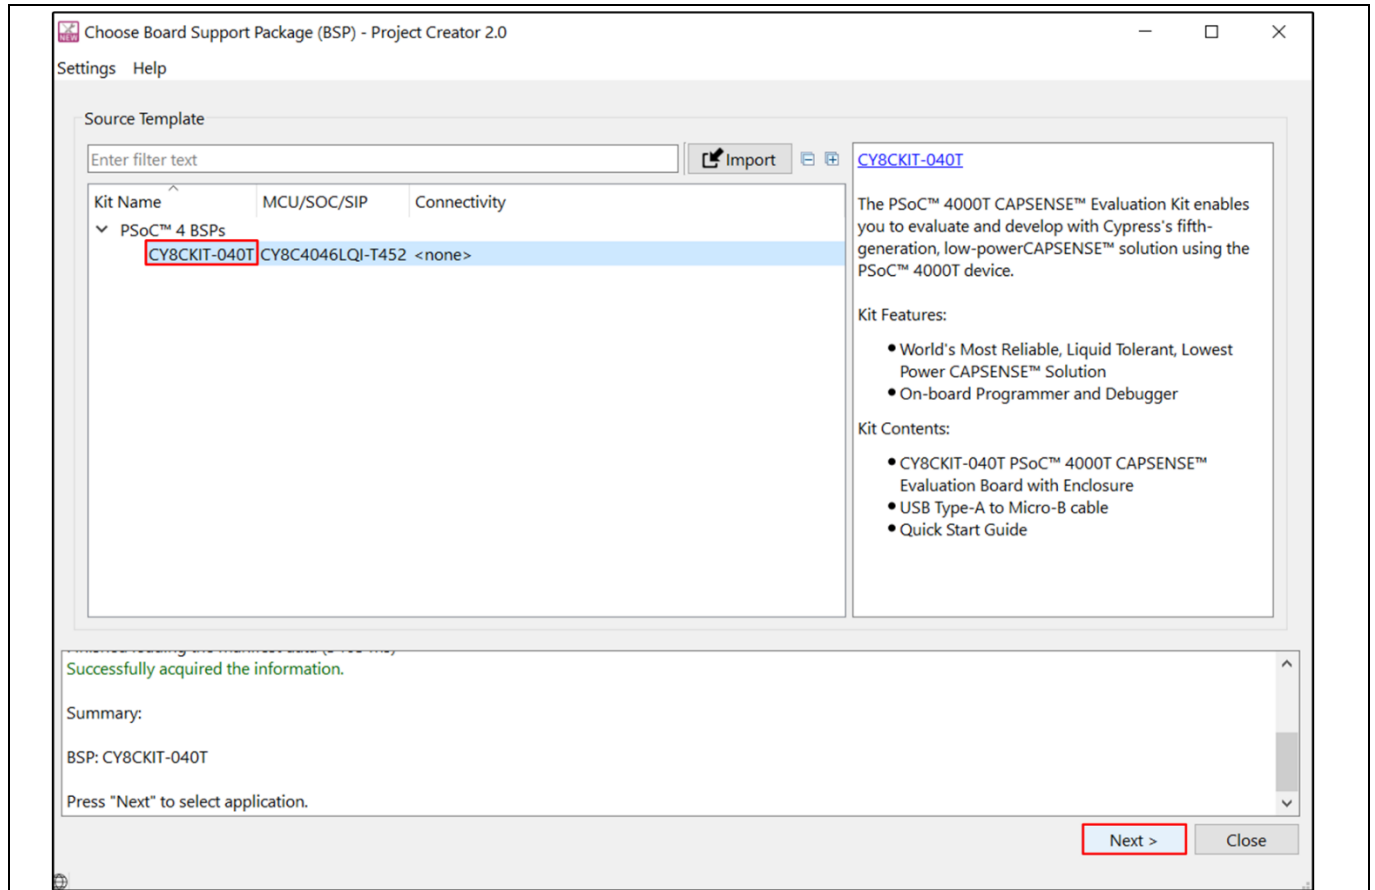 Choose Board Support Package (BSP) - Project Creator 2.0
Settings Help
Source Template
Enter filter text
Import
Kit Name MCU/SOC/SIP Connectivity
PSoC™ 4 BSPs
CY8CKIT-040T CY8C4046LQI-T452 <none>
CY8CKIT-040T
The PSoC™ 4000T CAPSENSE™ Evaluation Kit enables
you to evaluate and develop with Cypress's fifth-
generation, low-powerCAPSENSE™ solution using the
PSoC™ 4000T device.
Kit Features:
● World's Most Reliable, Liquid Tolerant, Lowest
Power CAPSENSE™ Solution
● On-board Programmer and Debugger
Kit Contents:
● CY8CKIT-040T PSoC™ 4000T CAPSENSE™
Evaluation Board with Enclosure
● USB Type-A to Micro-B cable
● Quick Start Guide
Successfully acquired the information.
Summary:
BSP: CY8CKIT-040T
Press "Next" to select application.
Next >
Close